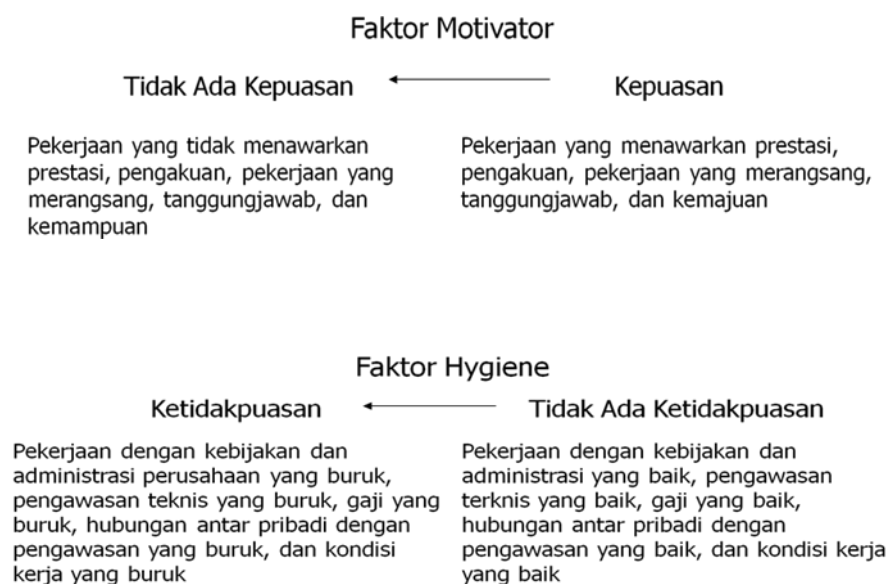 Faktor Motivator
Tidak Ada Kepuasan
Kepuasan
Pekerjaan yang tidak menawarkan
prestasi, pengakuan, pekerjaan yang
merangsang, tanggungjawab, dan
kemampuan
Pekerjaan yang menawarkan prestasi,
pengakuan, pekerjaan yang merangsang,
tanggungjawab, dan kemajuan
Faktor Hygiene
Ketidakpuasan
Tidak Ada Ketidakpuasan
Pekerjaan dengan kebijakan dan
administrasi perusahaan yang buruk,
pengawasan teknis yang buruk, gaji yang
buruk, hubungan antar pribadi dengan
pengawasan yang buruk, dan kondisi
kerja yang buruk
Pekerjaan dengan kebijakan dan
administrasi yang baik, pengawasan
terknis yang baik, gaji yang baik,
hubungan antar pribadi dengan
pengawasan yang baik, dan kondisi kerja
yang baik